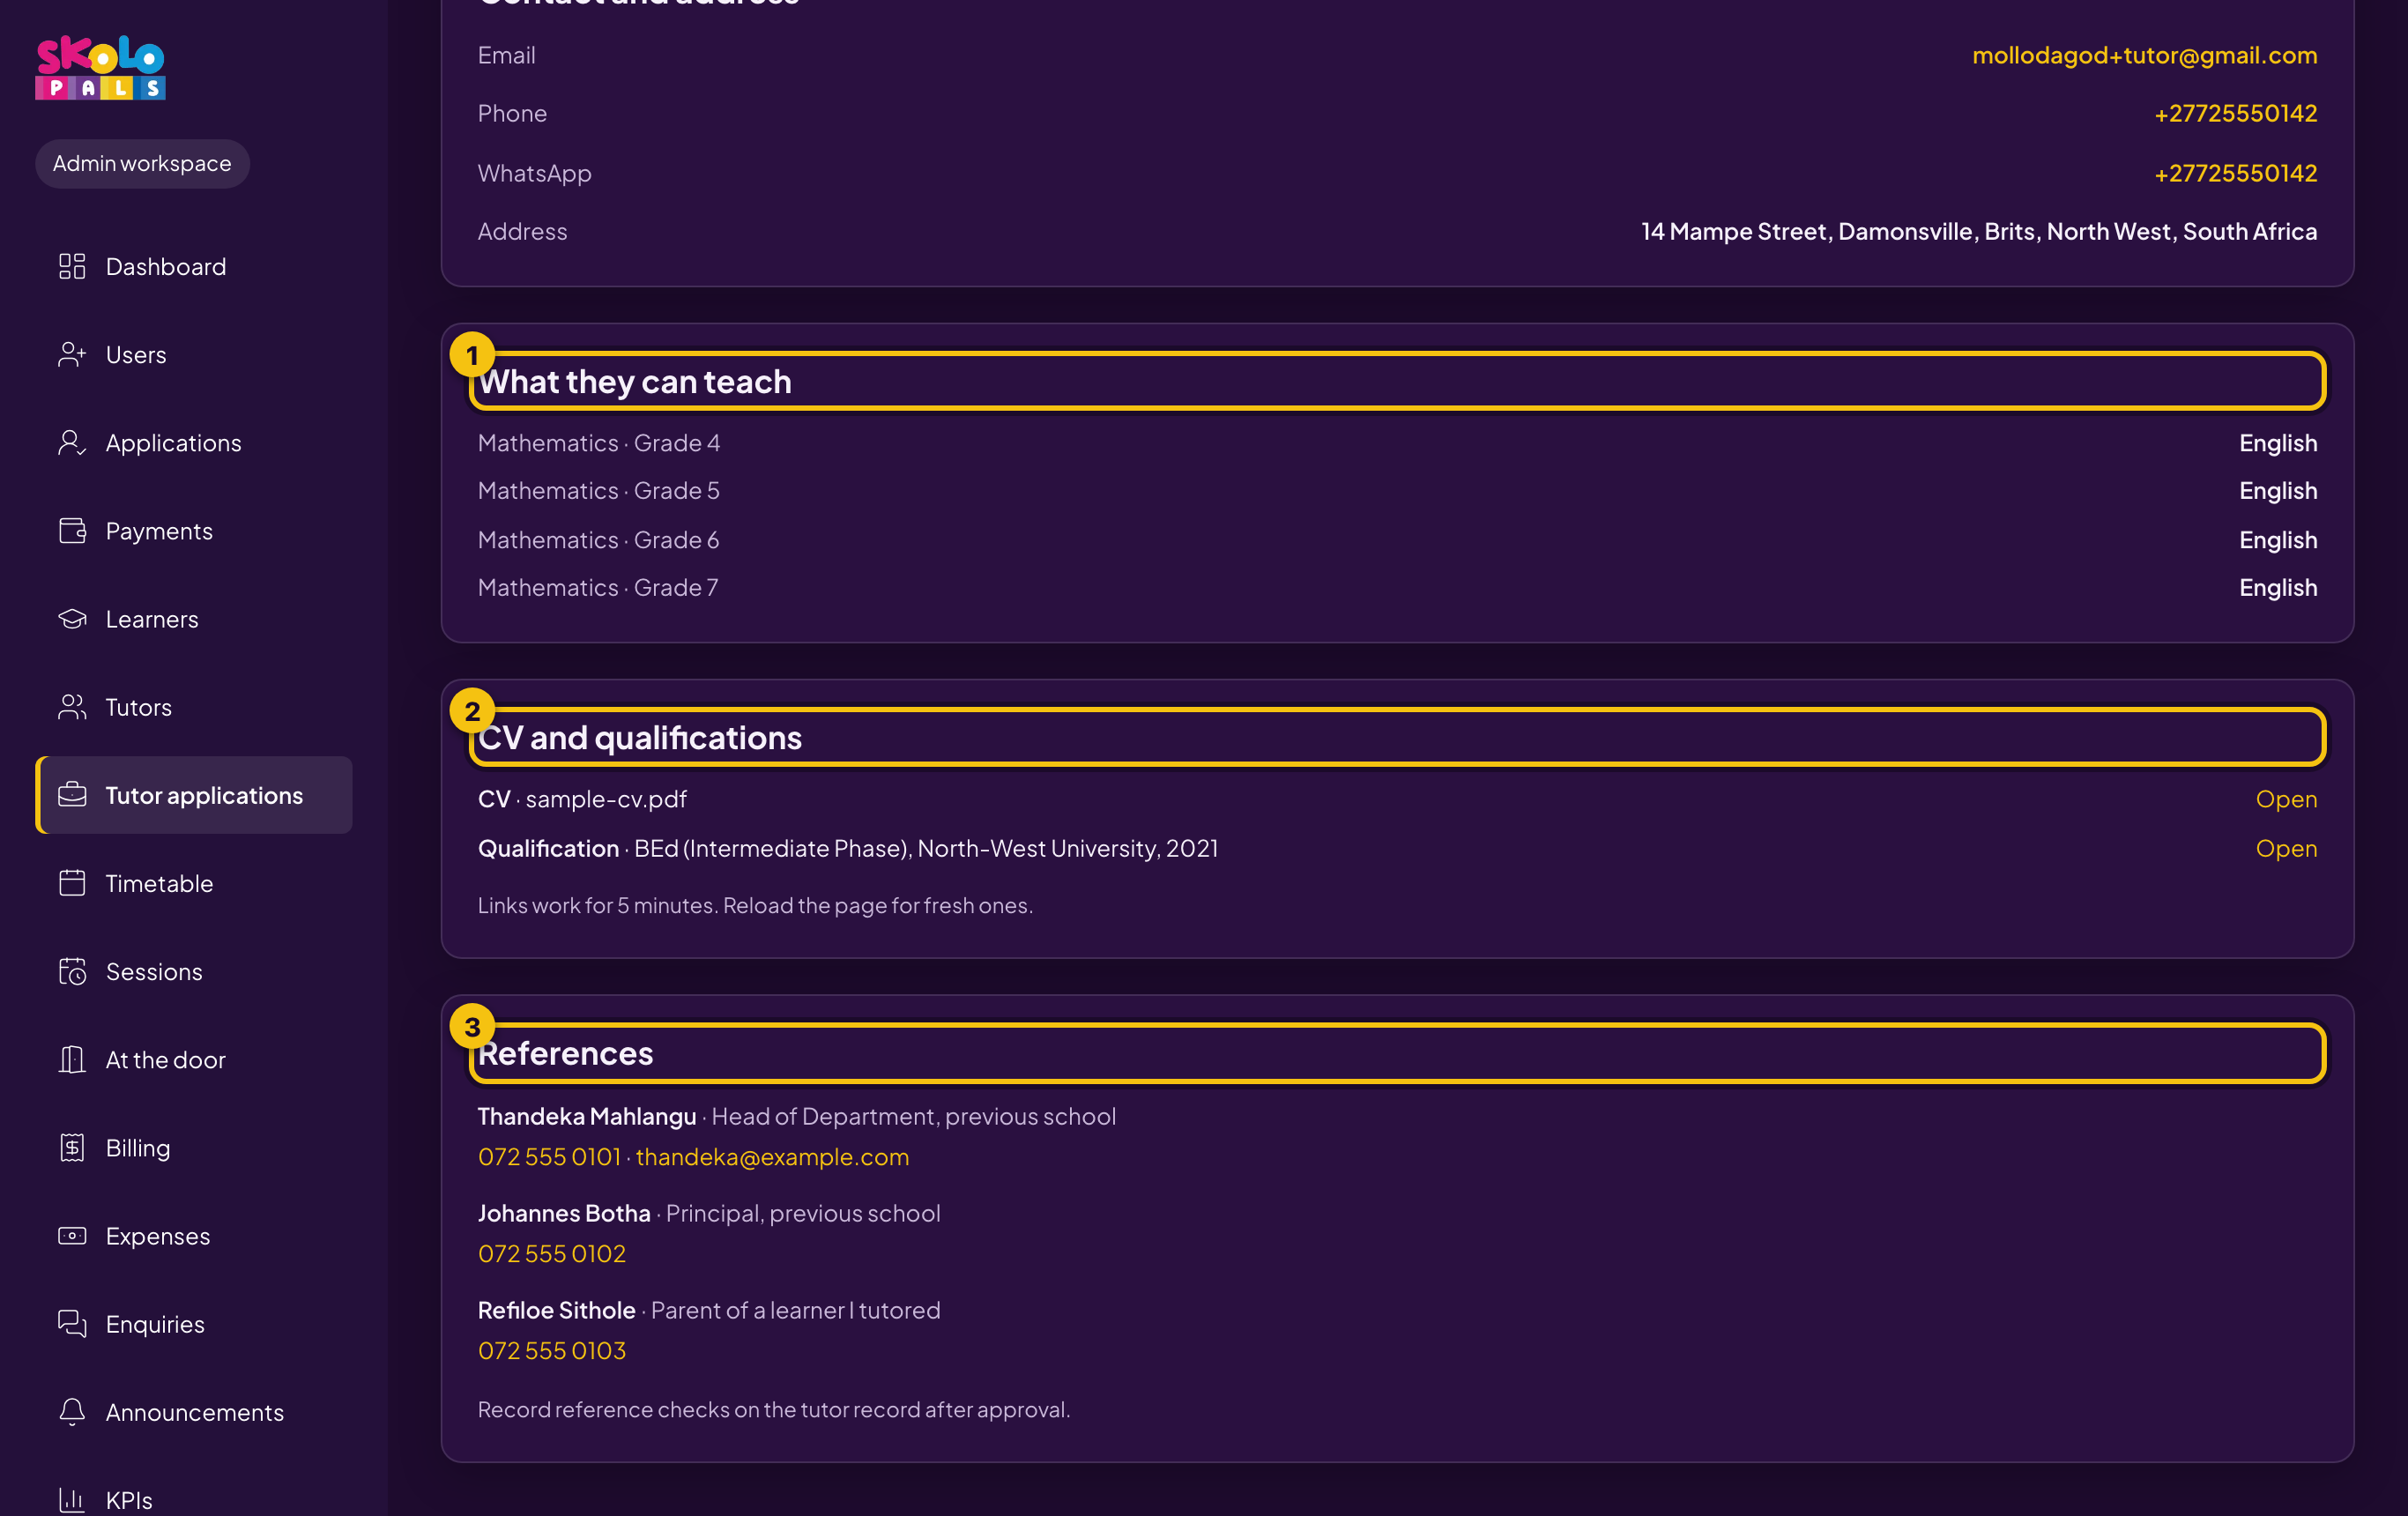 SKOLO
PALS
Admin workspace
Dashboard
Users
Applications
Payments
Learners
Tutors
Tutor applications
Timetable
Sessions
At the door
Billing
Expenses
Enquiries
Announcements
KPIs
Contact and address
Email mollodagod+tutor@gmail.com
Phone +27725550142
WhatsApp +27725550142
Address 14 Mampe Street, Damonsville, Brits, North West, South Africa
1
What they can teach
Mathematics · Grade 4 English
Mathematics · Grade 5 English
Mathematics · Grade 6 English
Mathematics · Grade 7 English
2
CV and qualifications
CV · sample-cv.pdf Open
Qualification · BEd (Intermediate Phase), North-West University, 2021 Open
Links work for 5 minutes. Reload the page for fresh ones.
3
References
Thandeka Mahlangu · Head of Department, previous school
072 555 0101 · thandeka@example.com
Johannes Botha · Principal, previous school
072 555 0102
Refiloe Sithole · Parent of a learner I tutored
072 555 0103
Record reference checks on the tutor record after approval.